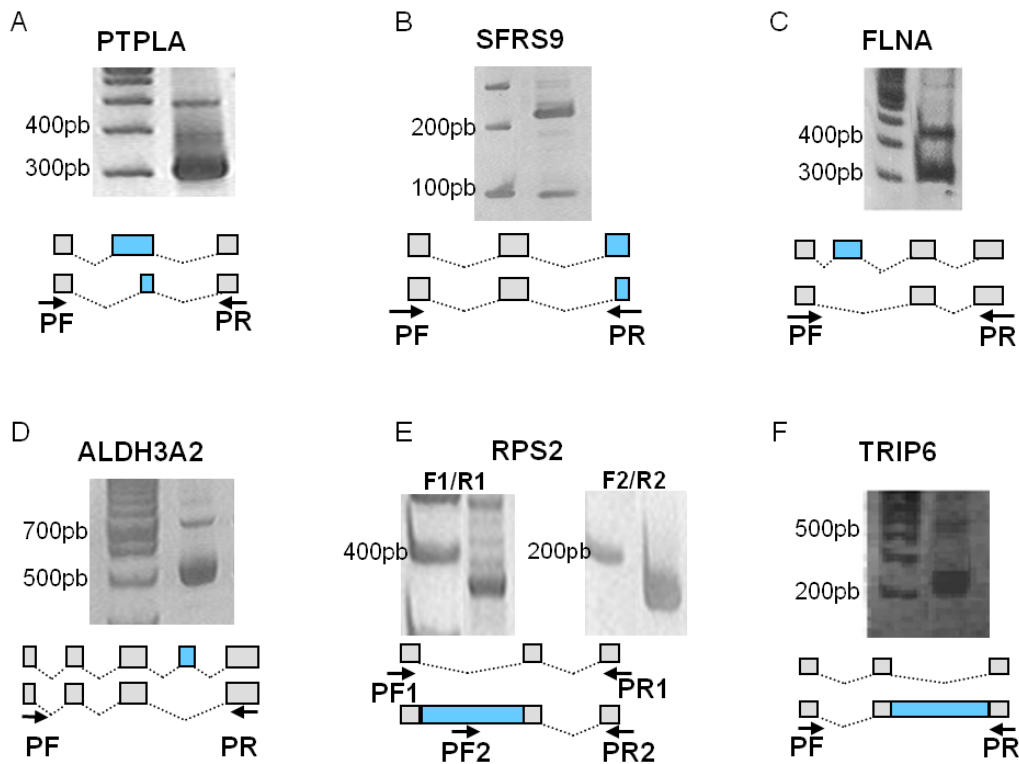 A
PTPLA
400pb
300pb
PF
PR
B
SFRS9
200pb
100pb
PF
PR
C
FLNA
400pb
300pb
PF
PR
D
ALDH3A2
700pb
500pb
PF
PR
E
RPS2
F1/R1
F2/R2
400pb
200pb
PF1
PR1
PF2
PR2
F
TRIP6
500pb
200pb
PF
PR